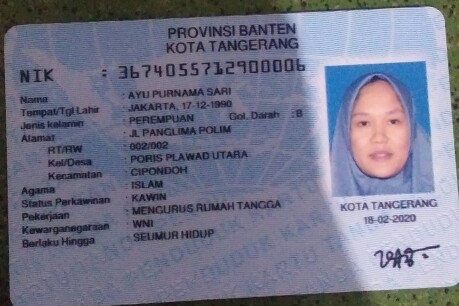 PROVINSI BANTEN
KOTA TANGERANG
NIK : 3674055712900006
Nama : AYU PURNAMA SARI
Tempat/Tgl Lahir : JAKARTA, 17-12-1990
Jenis kelamin : PEREMPUAN Gol. Darah : B
Alamat : JL PANGLIMA POLIM
RT/RW : 002/002
Kel/Desa : PORIS PLAWAD UTARA
Kecamatan : CIPONDOH
Agama : ISLAM
Status Perkawinan : KAWIN
Pekerjaan : MENGURUS RUMAH TANGGA
Kewarganegaraan : WNI
Berlaku Hingga : SEUMUR HIDUP
KOTA TANGERANG
18-02-2020